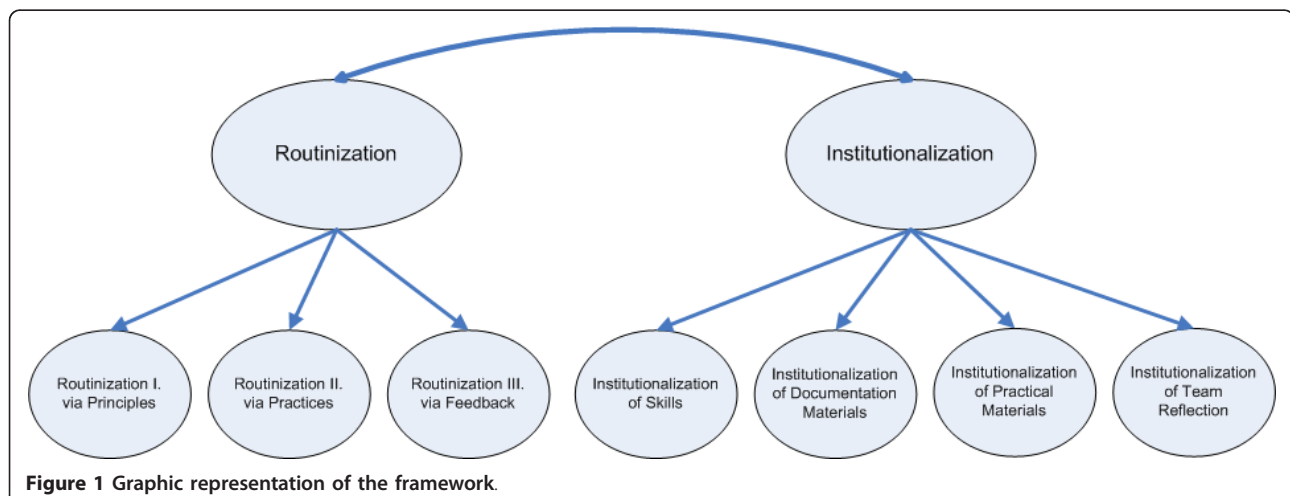 Routinization
Institutionalization
Routinization I.
via Principles
Routinization II.
via Practices
Routinization III.
via Feedback
Institutionalization
of Skills
Institutionalization
of Documentation
Materials
Institutionalization
of Practical
Materials
Institutionalization
of Team
Reflection
Figure 1 Graphic representation of the framework.